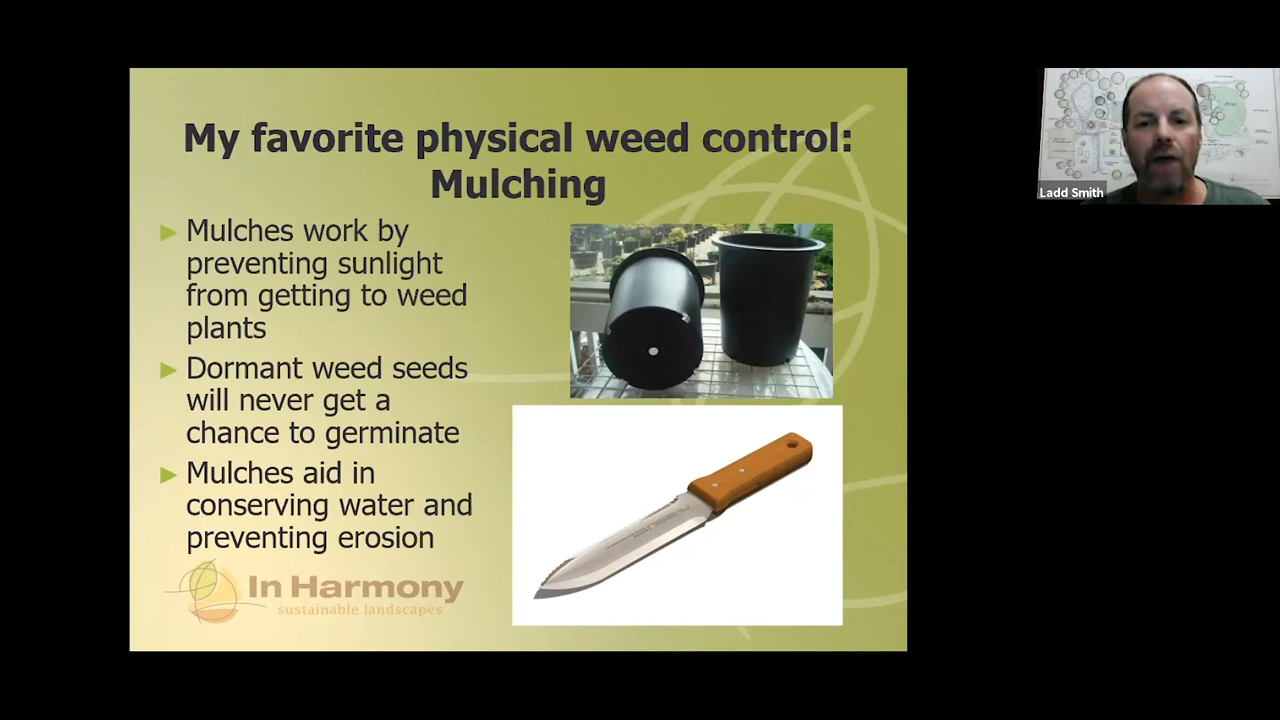 My favorite physical weed control:
Mulching
Mulches work by
preventing sunlight
from getting to weed
plants
Dormant weed seeds
will never get a
chance to germinate
Mulches aid in
conserving water and
preventing erosion
In Harmony
sustainable landscapes
Ladd Smith